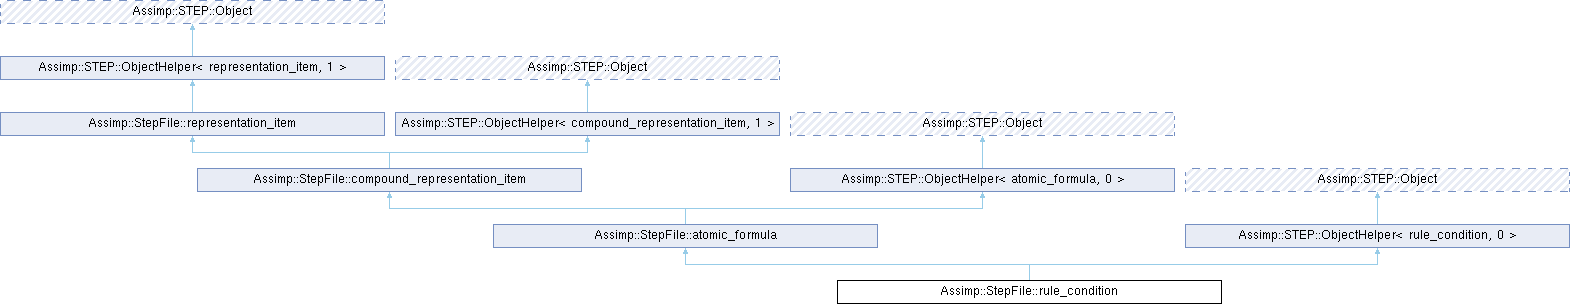 Assimp::STEP::Object
Assimp::STEP::ObjectHelper< representation_item, 1 >
Assimp::STEP::Object
Assimp::StepFile::representation_item
Assimp::STEP::ObjectHelper< compound_representation_item, 1 >
Assimp::STEP::Object
Assimp::StepFile::compound_representation_item
Assimp::STEP::ObjectHelper< atomic_formula, 0 >
Assimp::STEP::Object
Assimp::StepFile::atomic_formula
Assimp::STEP::ObjectHelper< rule_condition, 0 >
Assimp::StepFile::rule_condition